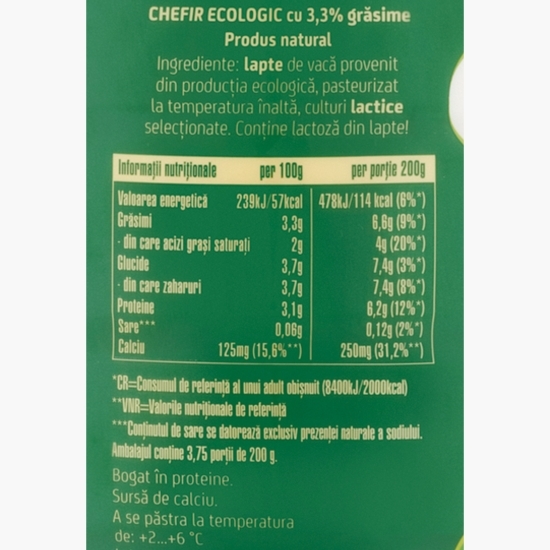 CHEFIR ECOLOGIC cu 3,3% grăsime
Produs natural
Ingrediente: lapte de vacă provenit
din producția ecologică, pasteurizat
la temperatura înaltă, culturi lactice
selecționate. Conține lactoză din lapte!
Informații nutriționale per 100g per porție 200g
Valoarea energetică 239kJ/57kcal 478kJ/114 kcal (6%*)
Grăsimi 3,3g 6,6g (9%*)
- din care acizi grași saturați 2g 4g (20%*)
Glucide 3,7g 7,4g (3%*)
- din care zaharuri 3,7g 7,4g (8%*)
Proteine 3,1g 6,2g (12%*)
Sare*** 0,06g 0,12g (2%*)
Calciu 125mg (15,6%**) 250mg (31,2%**)
*CR=Consumul de referință al unui adult obișnuit (8400kJ/2000kcal)
**VNR=Valorile nutriționale de referință
***Conținutul de sare se datorează exclusiv prezenței naturale a sodiului.
Ambalajul conține 3,75 porții de 200 g.
Bogat în proteine.
Sursă de calciu.
A se păstra la temperatura
de: +2...+6 °C